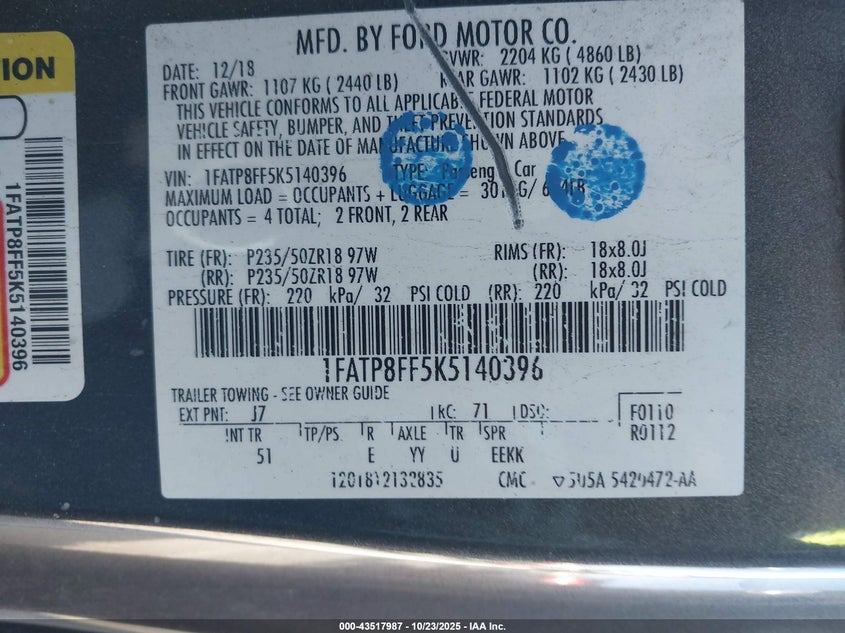 ION
1FATP8FF5K5140396
MFD. BY FORD MOTOR CO.
DATE: 12/18
GVWR: 2204 KG ( 4860 LB)
FRONT GAWR: 1107 KG ( 2440 LB)
REAR GAWR: 1102 KG ( 2430 LB)
THIS VEHICLE CONFORMS TO ALL APPLICABLE FEDERAL MOTOR
VEHICLE SAFETY, BUMPER, AND THEFT PREVENTION STANDARDS
IN EFFECT ON THE DATE OF MANUFACTURE SHOWN ABOVE.
VIN: 1FATP8FF5K5140396 TYPE: Passenger Car
MAXIMUM LOAD = OCCUPANTS + LUGGAGE =
OCCUPANTS = 4 TOTAL; 2 FRONT, 2 REAR
TIRE (FR): P235/50ZR18 97W RIMS (FR): 18x8.0J
(RR): P235/50ZR18 97W (RR): 18x8.0J
PRESSURE (FR): 220 kPa/ 32 PSI COLD (RR): 220 kPa/ 32 PSI COLD
1FATP8FF5K5140396
TRAILER TOWING - SEE OWNER GUIDE
EXT PNT: J7 RC: 71 DSO: F0110
R0112
INT TR TP/PS R AXLE TR SPR
51 E YY U EEKK
1201812132835 CMC
000-43517987 - 10/23/2025 - IAA Inc.